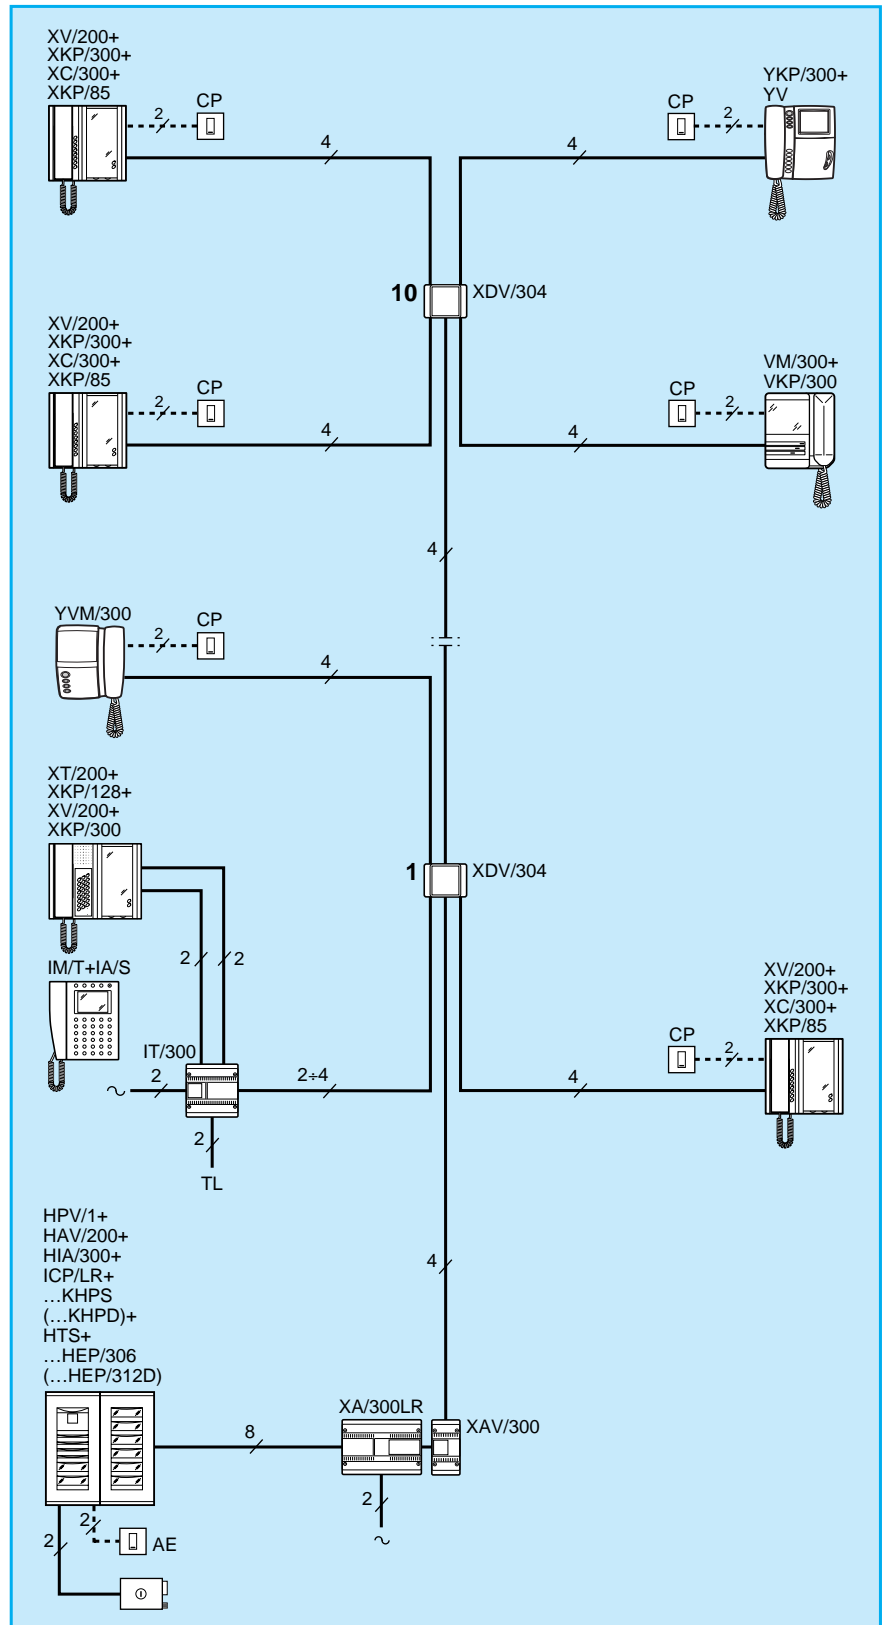 XV/200+
XKP/300+
XC/300+
XKP/85
CP
2
4
YKP/300+
YV
CP
2
4
10
XDV/304
XV/200+
XKP/300+
XC/300+
XKP/85
CP
2
4
VM/300+
VKP/300
CP
2
4
4
YVM/300
CP
2
4
XT/200+
XKP/128+
XV/200+
XKP/300
1
XDV/304
2
2
IM/T+IA/S
IT/300
2
2÷4
2
TL
XV/200+
XKP/300+
XC/300+
XKP/85
CP
2
4
HPV/1+
HAV/200+
HIA/300+
ICP/LR+
…KHPS
(…KHPD)+
HTS+
…HEP/306
(…HEP/312D)
4
XA/300LR
XAV/300
8
2
~
2
2
AE